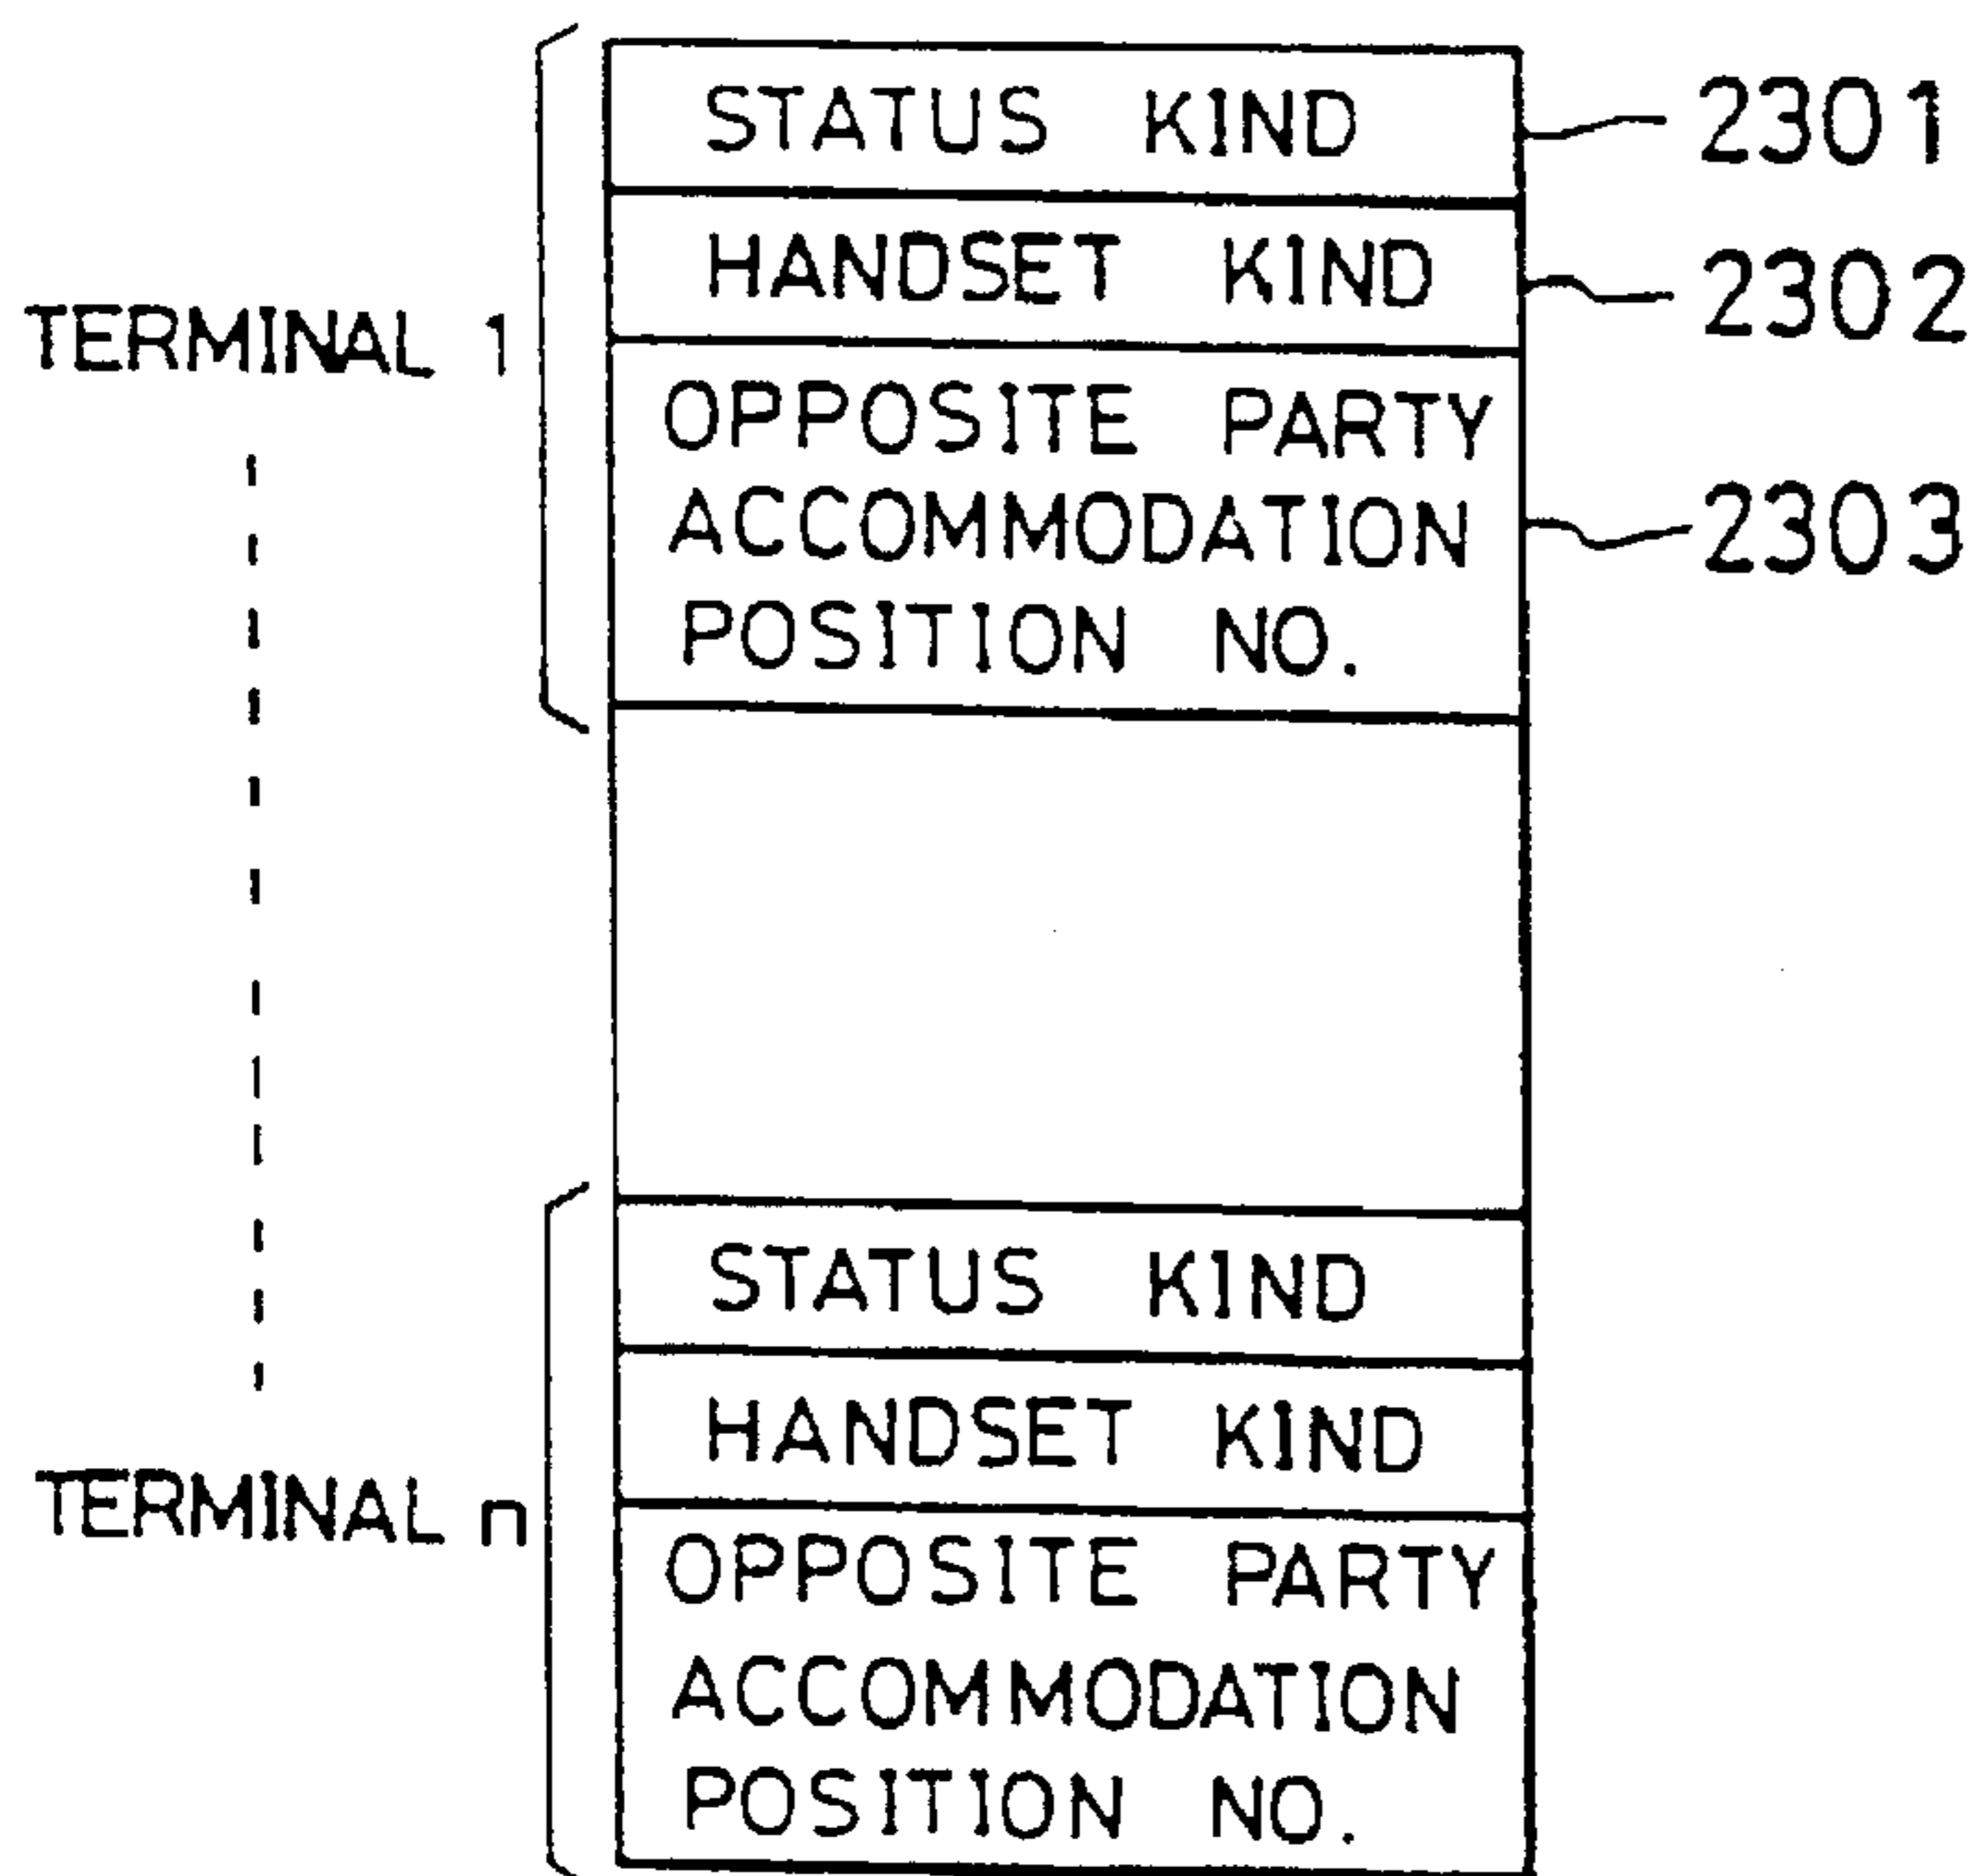 STATUS KIND 2301
HANDSET KIND 2302
TERMINAL 1
OPPOSITE PARTY
ACCOMMODATION 2303
POSITION NO.
STATUS KIND
HANDSET KIND
TERMINAL n
OPPOSITE PARTY
ACCOMMODATION
POSITION NO.